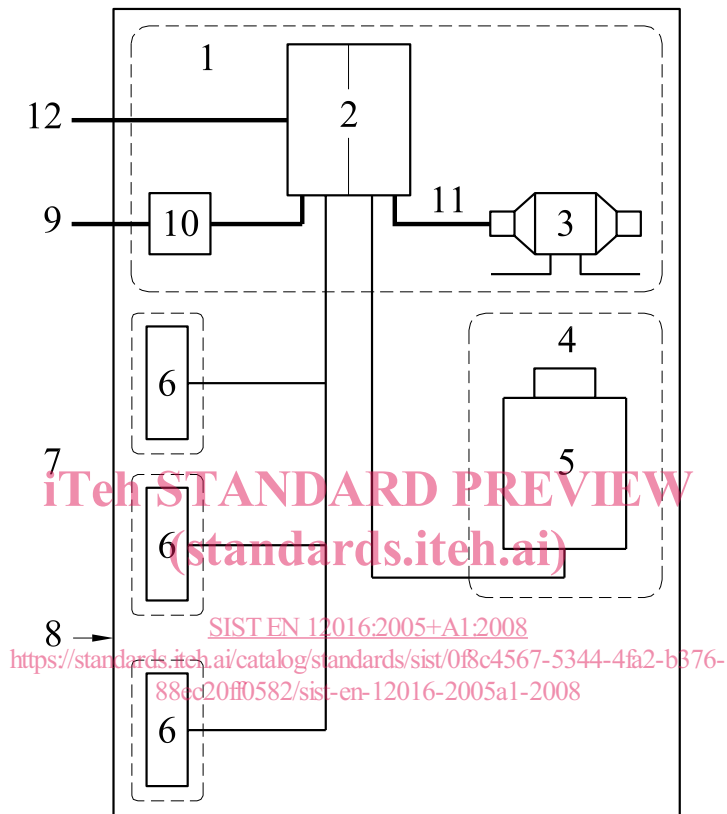 1
12
2
9
10
11
3
6
4
7
5
iTeh STANDARD PREVIEW
6
(standards.iteh.ai)
8
SIST EN 12016:2005+A1:2008
https://standards.iteh.ai/catalog/standards/sist/0f8c4567-5344-4fa2-b376-
88ec20ff0582/sist-en-12016-2005a1-2008
6